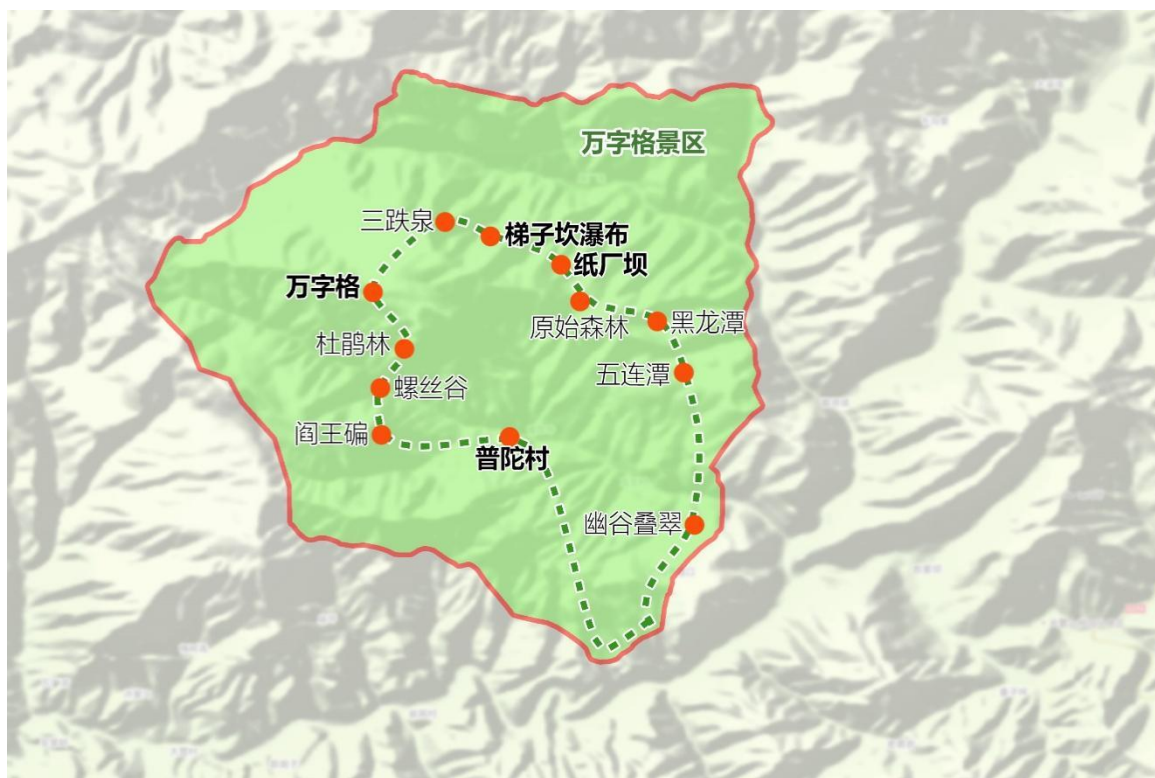 万字格景区
三跌泉
梯子坎瀑布
纸厂坝
万字格
原始森林
黑龙潭
杜鹃林
五连潭
螺丝谷
阎王碥
普陀村
幽谷叠翠